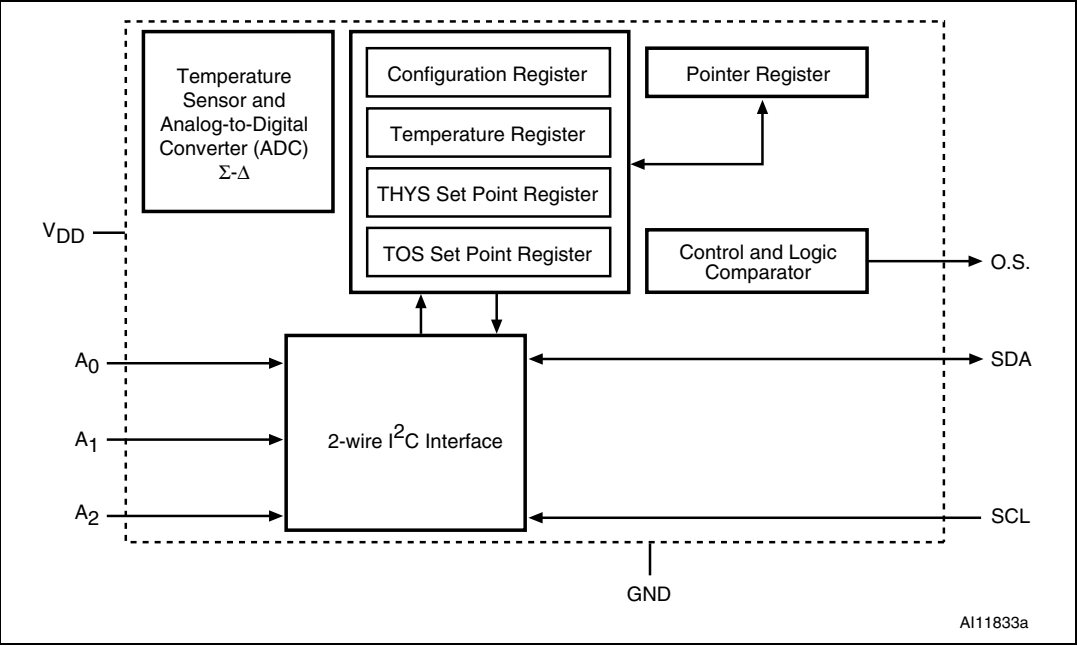 Temperature
Sensor and
Analog-to-Digital
Converter (ADC)
Σ-Δ
Configuration Register
Temperature Register
THYS Set Point Register
TOS Set Point Register
Pointer Register
Control and Logic
Comparator
VDD
O.S.
A0
SDA
A1
2-wire I2C Interface
A2
SCL
GND
AI11833a